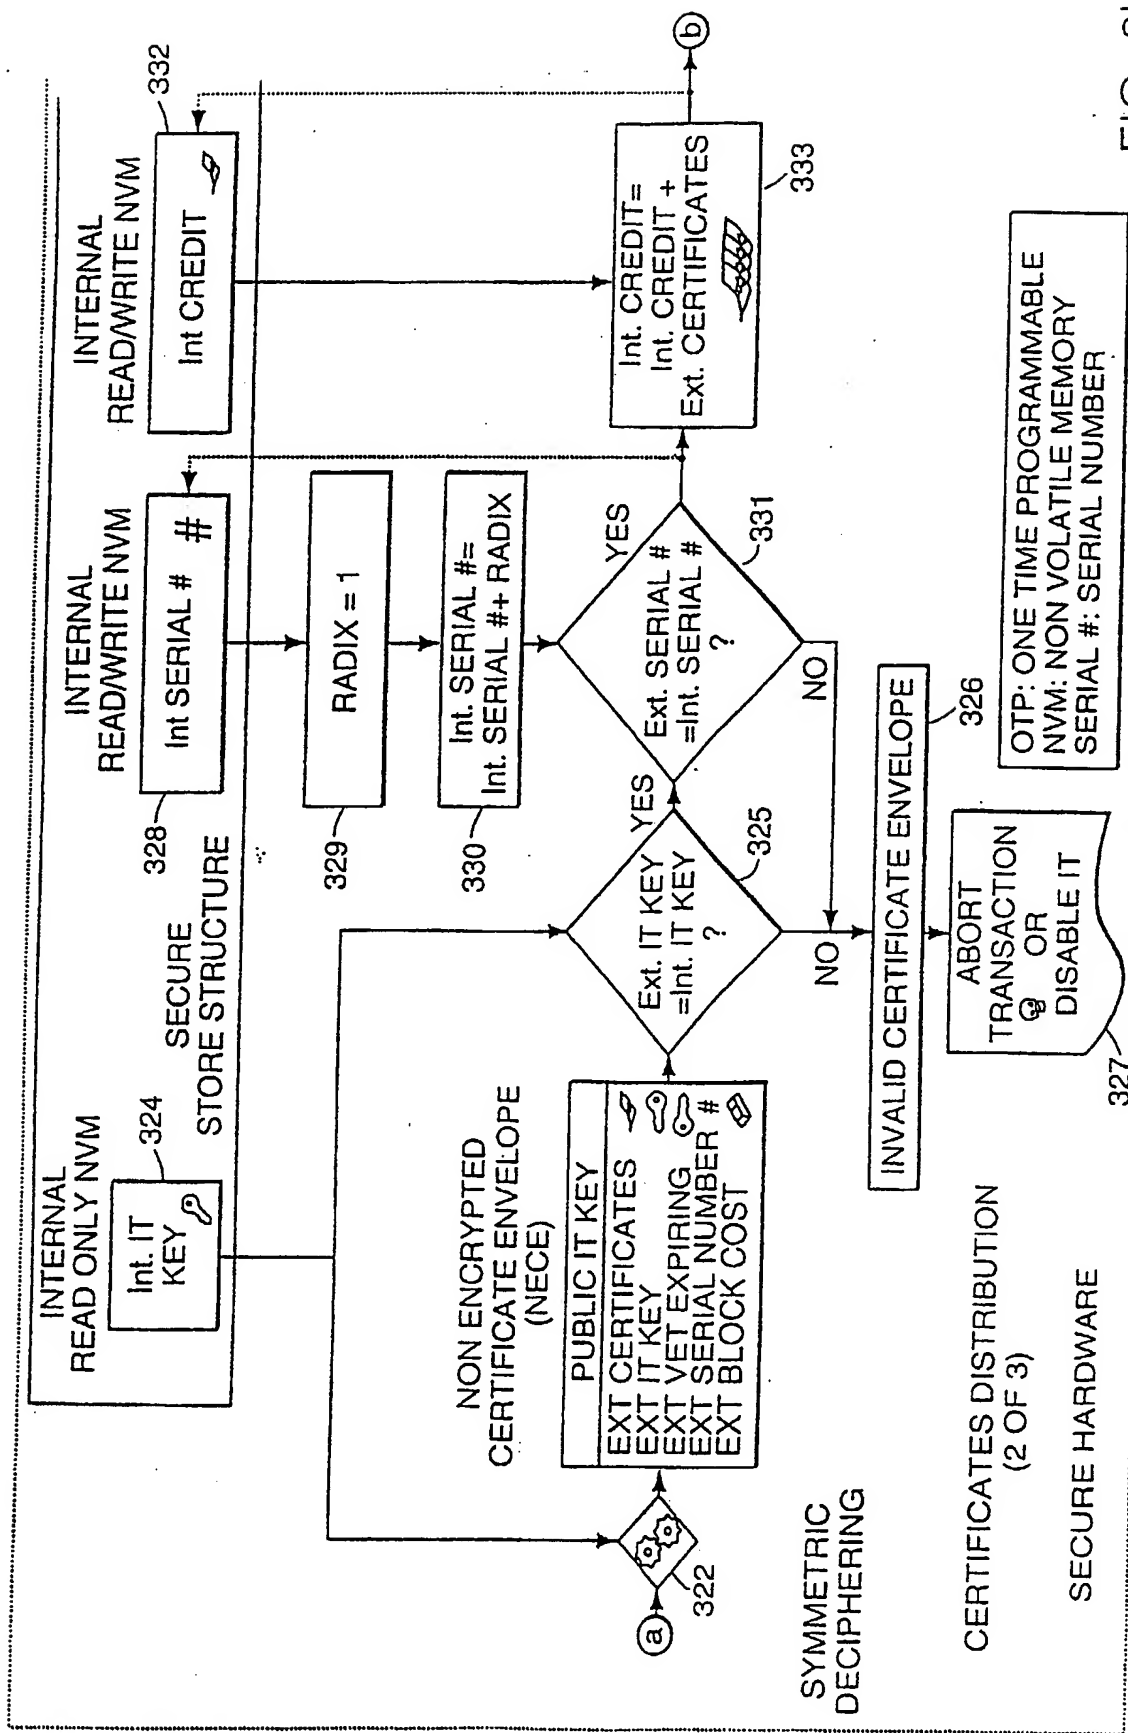 INTERNAL
READ ONLY NVM
Int. IT
KEY
324
SECURE
STORE STRUCTURE
INTERNAL
READ/WRITE NVM
Int SERIAL #
#
328
INTERNAL
READ/WRITE NVM
Int CREDIT
332
RADIX = 1
329
Int. SERIAL #=
Int. SERIAL #+ RADIX
330
NON ENCRYPTED
CERTIFICATE ENVELOPE
(NECE)
PUBLIC IT KEY
EXT CERTIFICATES
EXT IT KEY
EXT VET EXPIRING
EXT SERIAL NUMBER #
EXT BLOCK COST
a
322
SYMMETRIC
DECIPHERING
Ext. IT KEY
=Int. IT KEY
?
YES
325
NO
Ext. SERIAL #
=Int. SERIAL #
?
YES
331
NO
Int. CREDIT=
Int. CREDIT +
Ext. CERTIFICATES
333
b
INVALID CERTIFICATE ENVELOPE
326
ABORT
TRANSACTION
OR
DISABLE IT
327
OTP: ONE TIME PROGRAMMABLE
NVM: NON VOLATILE MEMORY
SERIAL #: SERIAL NUMBER
CERTIFICATES DISTRIBUTION
(2 OF 3)
SECURE HARDWARE